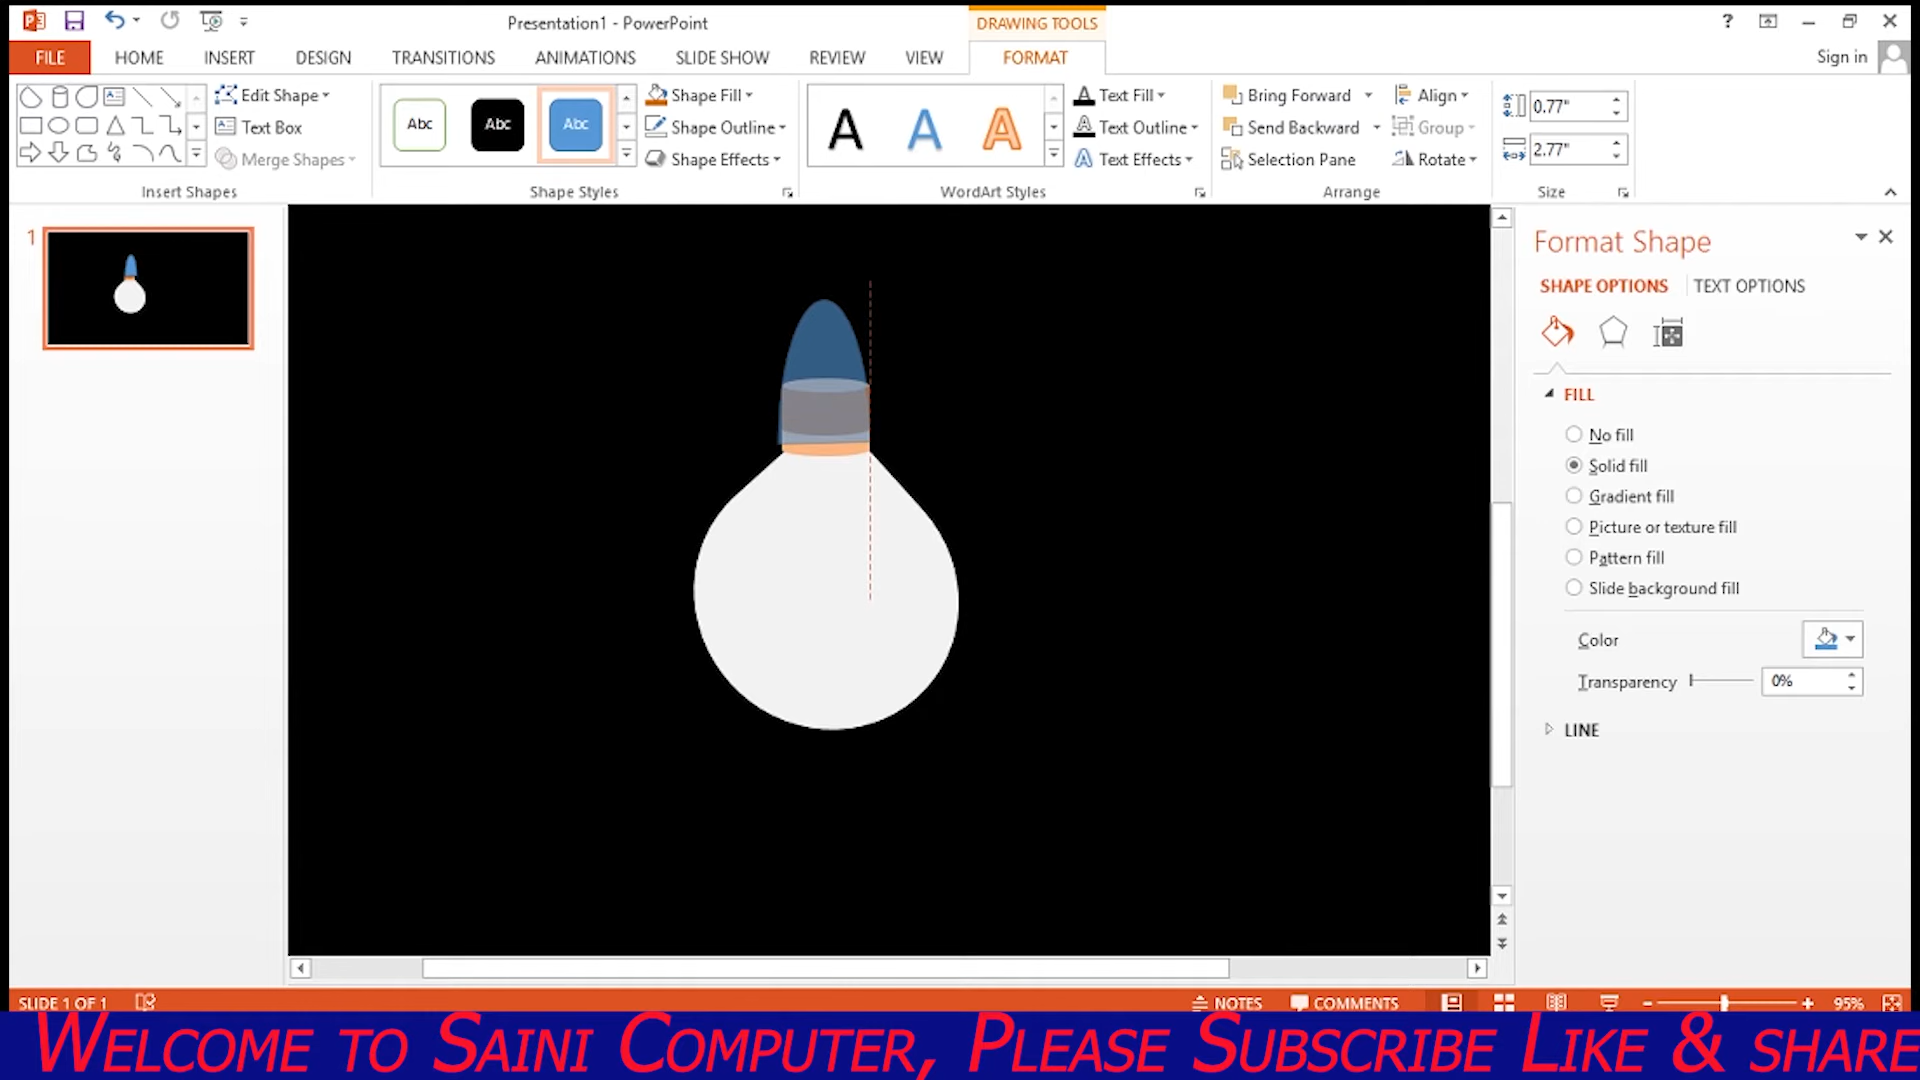 Presentation1 - PowerPoint
DRAWING TOOLS
?
FILE
HOME
INSERT
DESIGN
TRANSITIONS
ANIMATIONS
SLIDE SHOW
REVIEW
VIEW
FORMAT
Sign in
Edit Shape
Text Box
Merge Shapes
Insert Shapes
Abc
Abc
Abc
Shape Fill
Shape Outline
Shape Effects
Shape Styles
A
A
A
Text Fill
Text Outline
Text Effects
WordArt Styles
Bring Forward
Send Backward
Selection Pane
Align
Group
Rotate
Arrange
0.77"
2.77"
Size
1
Format Shape
SHAPE OPTIONS
TEXT OPTIONS
FILL
No fill
Solid fill
Gradient fill
Picture or texture fill
Pattern fill
Slide background fill
Color
Transparency
0%
LINE
SLIDE 1 OF 1
NOTES
COMMENTS
95%
WELCOME TO SAINI COMPUTER, PLEASE SUBSCRIBE LIKE & SHARE